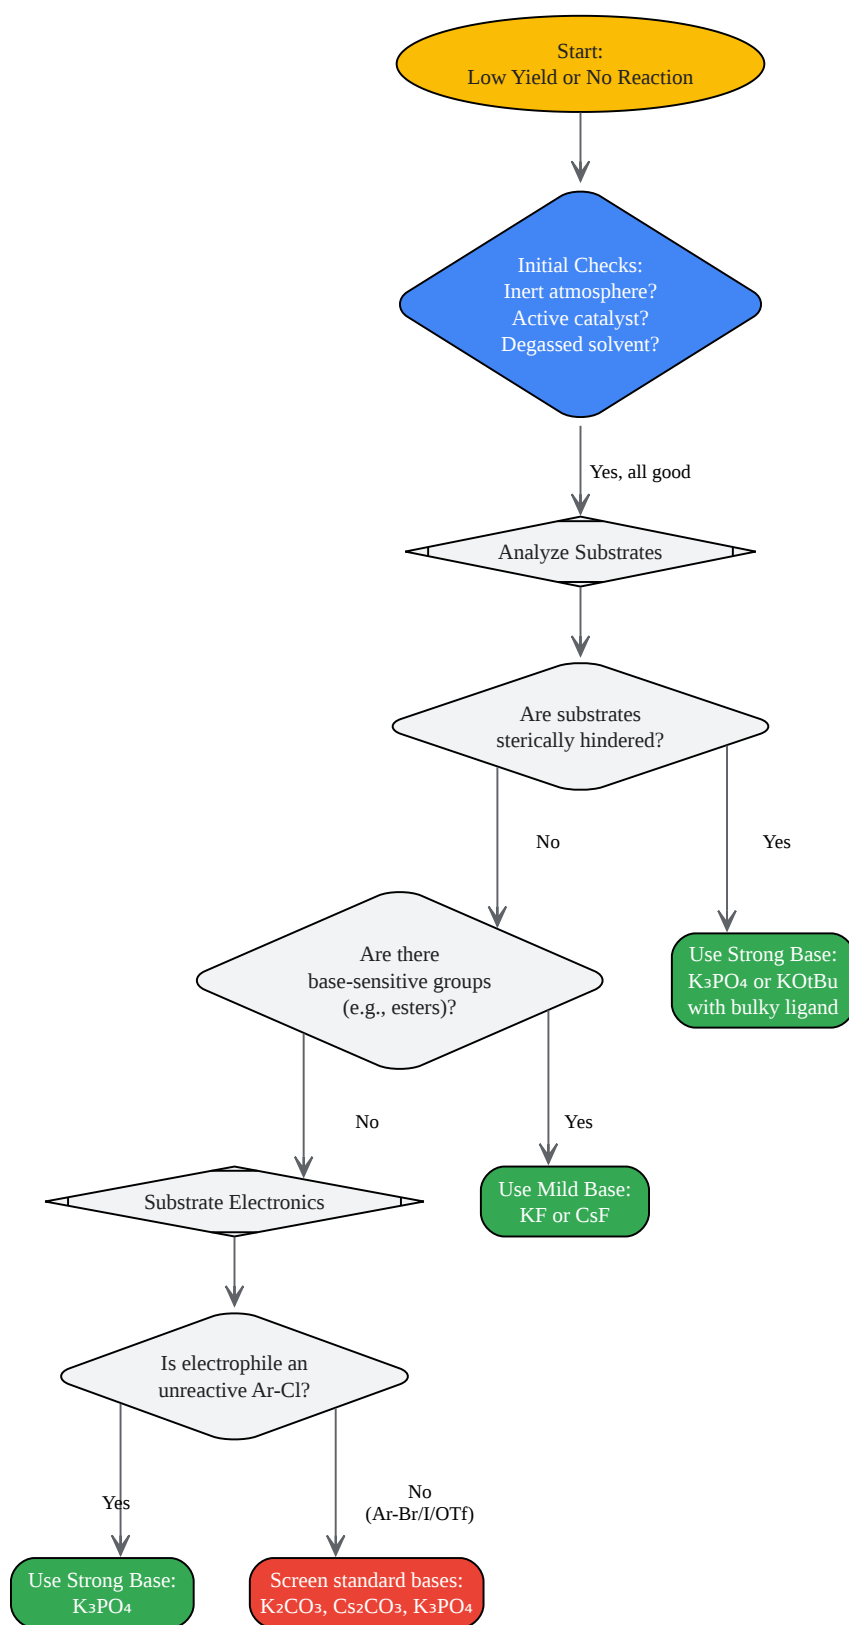 Start:
Low Yield or No Reaction
Initial Checks:
Inert atmosphere?
Active catalyst?
Degassed solvent?
Yes, all good
Analyze Substrates
Are substrates
sterically hindered?
No
Yes
Are there
base-sensitive groups
(e.g., esters)?
Use Strong Base:
K₃PO₄ or KOtBu
with bulky ligand
No
Yes
Substrate Electronics
Use Mild Base:
KF or CsF
Is electrophile an
unreactive Ar-Cl?
Yes
No
(Ar-Br/I/OTf)
Use Strong Base:
K₃PO₄
Screen standard bases:
K₂CO₃, Cs₂CO₃, K₃PO₄